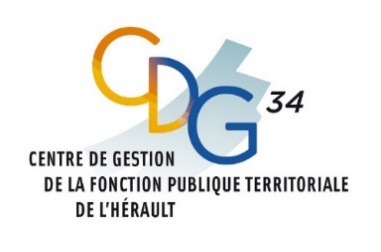 CDG 34
CENTRE DE GESTION
DE LA FONCTION PUBLIQUE TERRITORIALE
DE L'HÉRAULT